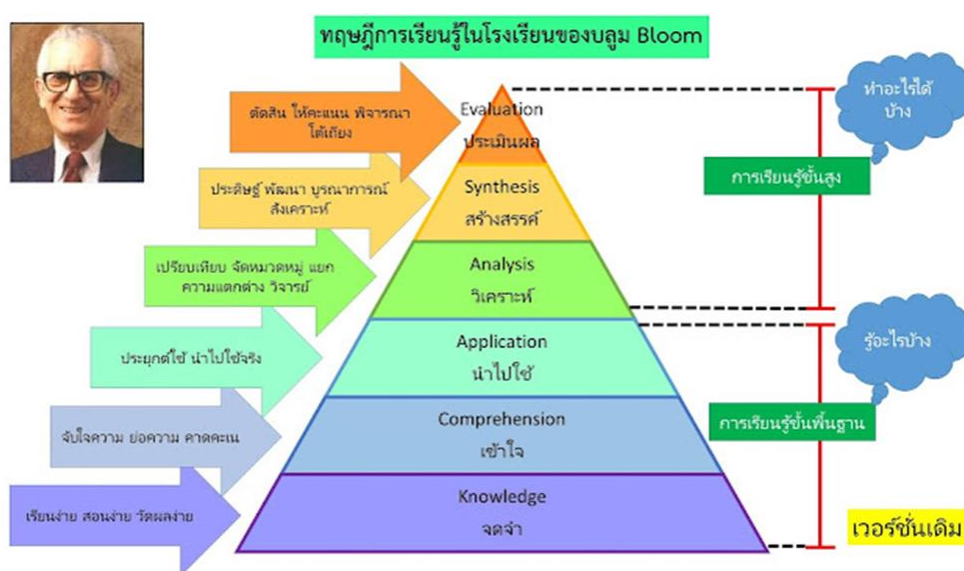 ทฤษฎีการเรียนรู้ในโรงเรียนของบลูม Bloom
ตัดสิน ให้คะแนน พิจารณา
โต้เถียง
Evaluation
ประเมินผล
ทำอะไรได้
บ้าง
การเรียนรู้ขั้นสูง
ประดิษฐ์ พัฒนา บูรณาการณ์
สังเคราะห์
Synthesis
สร้างสรรค์
เปรียบเทียบ จัดหมวดหมู่ แยก
ความแตกต่าง วิจารย์
Analysis
วิเคราะห์
ประยุกต์ใช้ นำไปใช้จริง
Application
นำไปใช้
รู้อะไรบ้าง
การเรียนรู้ขั้นพื้นฐาน
จับใจความ ย่อความ คาดคะเน
Comprehension
เข้าใจ
เรียนง่าย สอนง่าย วัดผลง่าย
Knowledge
จดจำ
เวอร์ชั่นเดิม